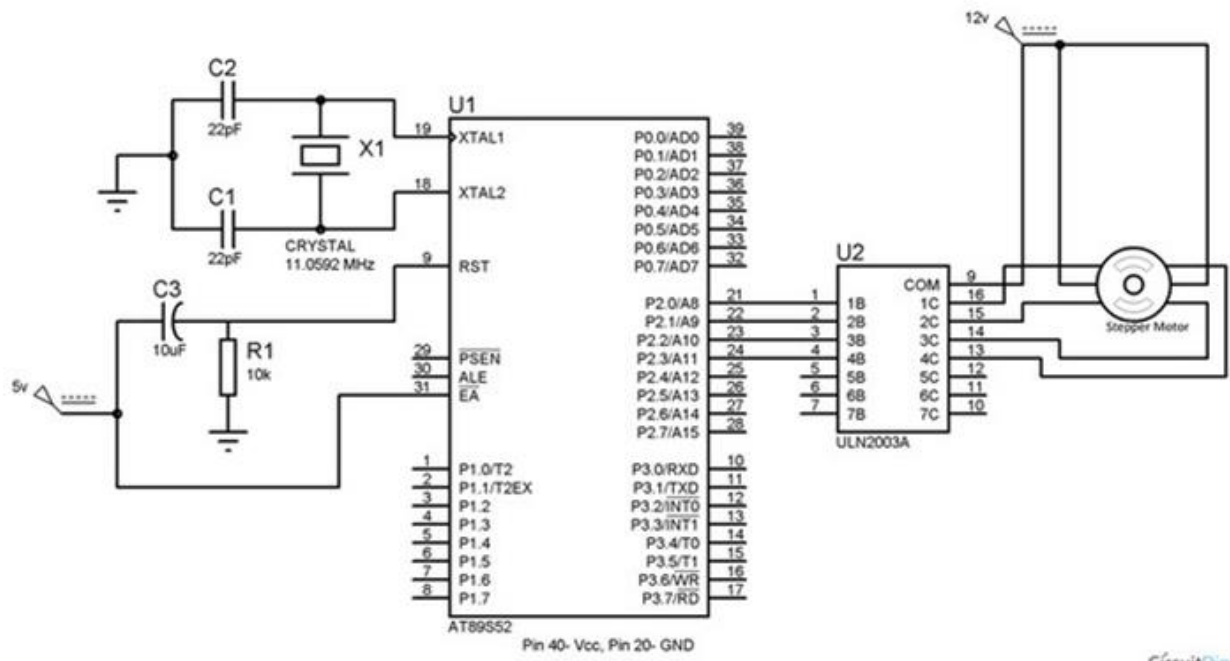 12v
C2
22pF
X1
C1
22pF
CRYSTAL
11.0592 MHz
C3
10uF
R1
10k
5v
U1
19 XTAL1
18 XTAL2
9 RST
29 PSEN
30 ALE
31 EA
1 P1.0/T2
2 P1.1/T2EX
3 P1.2
4 P1.3
5 P1.4
6 P1.5
7 P1.6
8 P1.7
P0.0/AD0 39
P0.1/AD1 38
P0.2/AD2 37
P0.3/AD3 36
P0.4/AD4 35
P0.5/AD5 34
P0.6/AD6 33
P0.7/AD7 32
P2.0/A8 21
P2.1/A9 22
P2.2/A10 23
P2.3/A11 24
P2.4/A12 25
P2.5/A13 26
P2.6/A14 27
P2.7/A15 28
P3.0/RXD 10
P3.1/TXD 11
P3.2/INT0 12
P3.3/INT1 13
P3.4/T0 14
P3.5/T1 15
P3.6/WR 16
P3.7/RD 17
AT89S52
Pin 40- Vcc, Pin 20- GND
U2
COM 9
1 1B 1C 16
2 2B 2C 15
3 3B 3C 14
4 4B 4C 13
5 5B 5C 12
6 6B 6C 11
7 7B 7C 10
ULN2003A
Stepper Motor